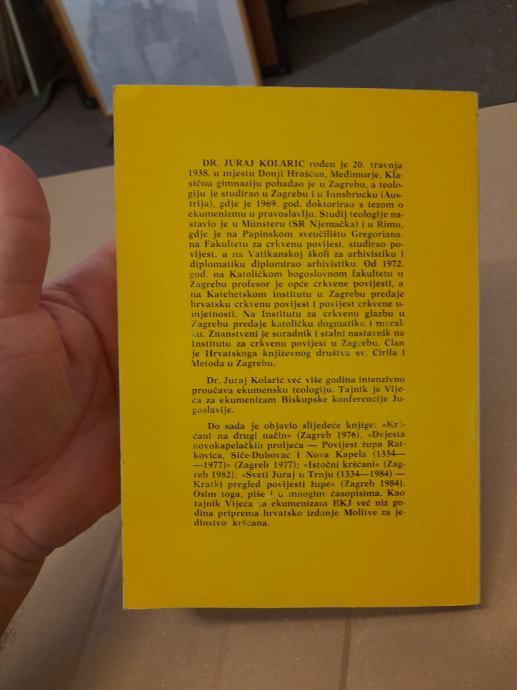 DR. JURAJ KOLARIĆ rođen je 20. travnja
1938. u mjestu Donji Hrašćan, Međimurje. Kla-
sičnu gimnaziju pohađao je u Zagrebu, a teolo-
giju je studirao u Zagrebu i u Innsbrucku (Aus-
trija), gdje je 1969. god. doktorirao s tezom o
ekumenizmu u pravoslavlju. Studij teologije na-
stavio je u Münsteru (SR Njemačka) i u Rimu,
gdje je na Papinskom sveučilištu Gregoriana,
na Fakultetu za crkvenu povijest, studirao po-
vijest, a na Vatikanskoj školi za arhivistiku i
diplomatiku diplomirao arhivistiku. Od 1972.
god. na Katoličkom bogoslovnom fakultetu u
Zagrebu profesor je opće crkvene povijesti, a
na Katehetskom institutu u Zagrebu predaje
hrvatsku crkvenu povijest i povijest crkvene u-
mjetnosti. Na Institutu za crkvenu glazbu u
Zagrebu predaje katoličku dogmatiku i moral-
ku. Znanstveni je suradnik i stalni nastavnik na
Institutu za crkvenu povijest u Zagrebu. Član
je Hrvatskoga književnog društva sv. Ćirila i
Metoda u Zagrebu.
Dr. Juraj Kolarić već više godina intenzivno
proučava ekumensku teologiju. Tajnik je Vije-
ća za ekumenizam Biskupske konferencije Ju-
goslavije.
Do sada je objavio slijedeće knjige: »Krš-
ćani na drugi način« (Zagreb 1976), »Dvjesta
novokapelačkih proljeća — Povijest župa Rat-
kovica, Siče-Dubovac i Nova Kapela (1334—
—1977)« (Zagreb 1977); »Istočni kršćani« (Zag-
reb 1982); »Sveti Juraj u Trnju (1334—1984) —
Kratki pregled povijesti župe« (Zagreb 1984).
Osim toga, piše i u mnogim časopisima. Kao
tajnik Vijeća za ekumenizam BKJ već niz go-
dina priprema hrvatsko izdanje Molitve za je-
dinstvo kršćana.